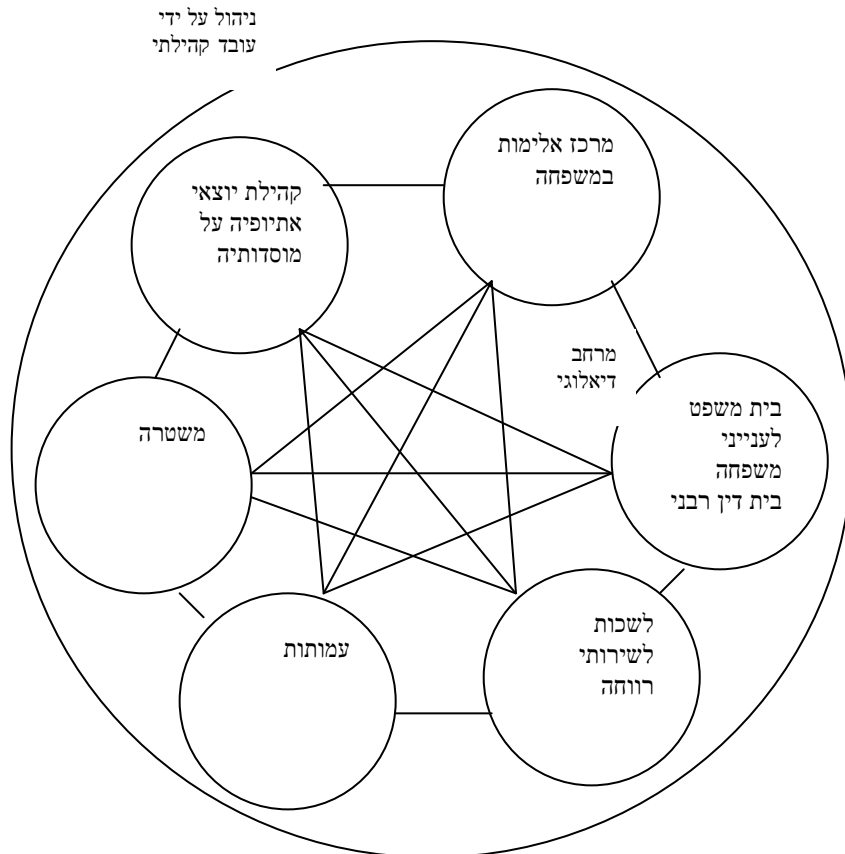 ניהול על ידי
עובד קהילתי
מרכז אלימות
במשפחה
קהילת יוצאי
אתיופיה על
מוסדותיה
מרחב
דיאלוגי
בית משפט
לענייני
משפחה
בית דין רבני
משטרה
לשכות
לשירותי
רווחה
עמותות